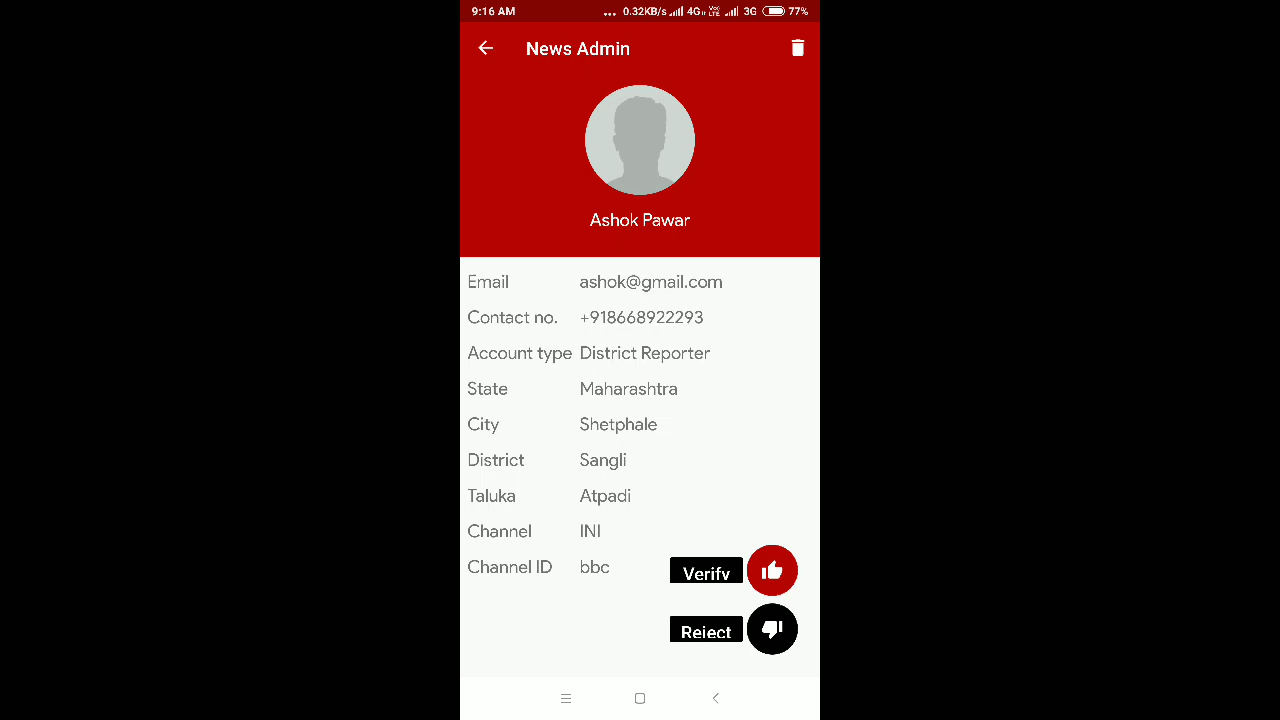 9:16 AM ... 0.32KB/s 4G VoLTE 3G 77%
News Admin
Ashok Pawar
Email ashok@gmail.com
Contact no. +918668922293
Account type District Reporter
State Maharashtra
City Shetphale
District Sangli
Taluka Atpadi
Channel INI
Channel ID bbc
Verify
Reject